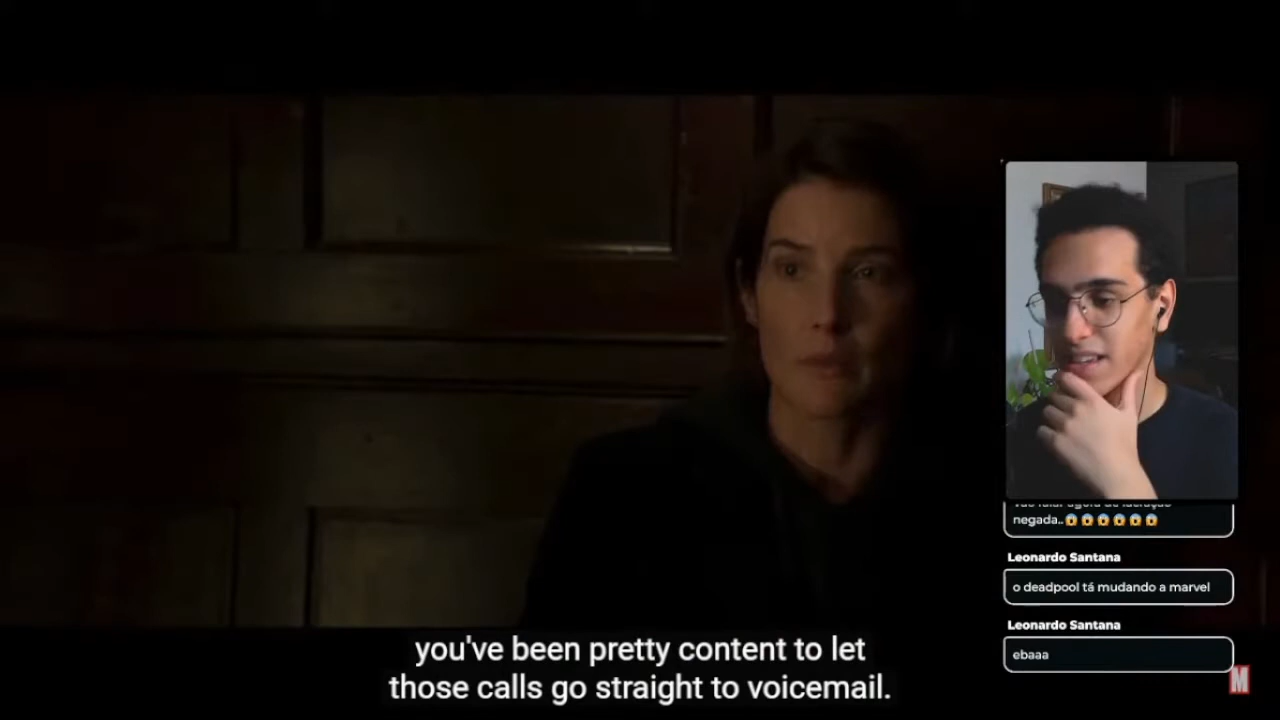 negada..😱😱😱😱😱😱
Leonardo Santana
o deadpool tá mudando a marvel
Leonardo Santana
ebaaa
M
you've been pretty content to let
those calls go straight to voicemail.